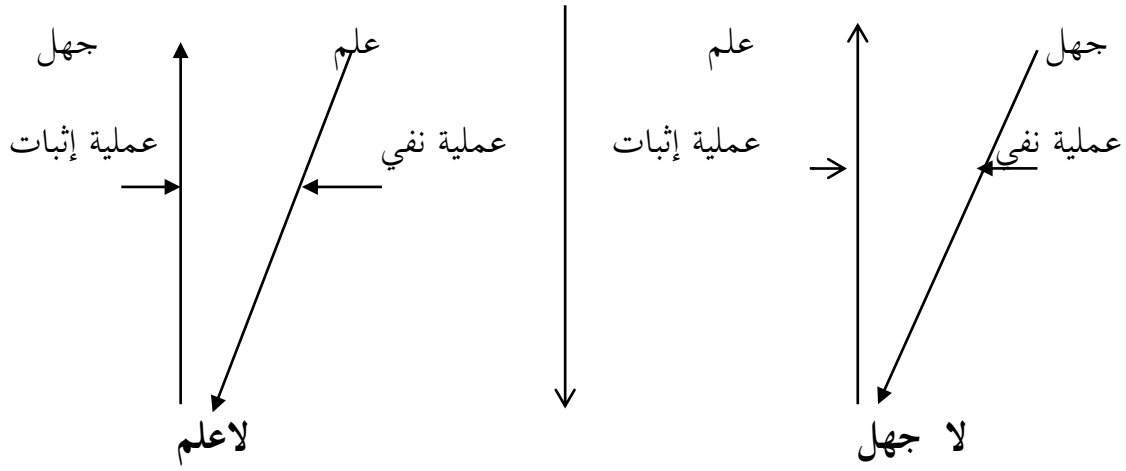 جهل علم علم جهل
عملية نفي عملية إثبات عملية نفي عملية إثبات
لا جهل لاعلم